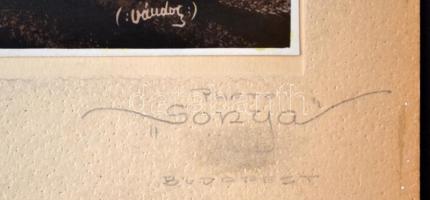 (:Vándor:)
Photo
"Sonya"
BUDAPEST